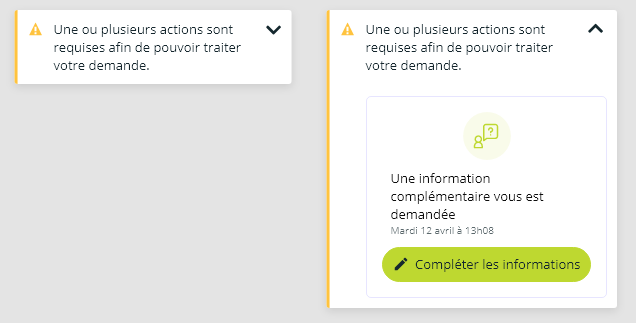 Une ou plusieurs actions sont
requises afin de pouvoir traiter
votre demande.
Une ou plusieurs actions sont
requises afin de pouvoir traiter
votre demande.
?
Une information
complémentaire vous est
demandée
Mardi 12 avril à 13h08
Compléter les informations